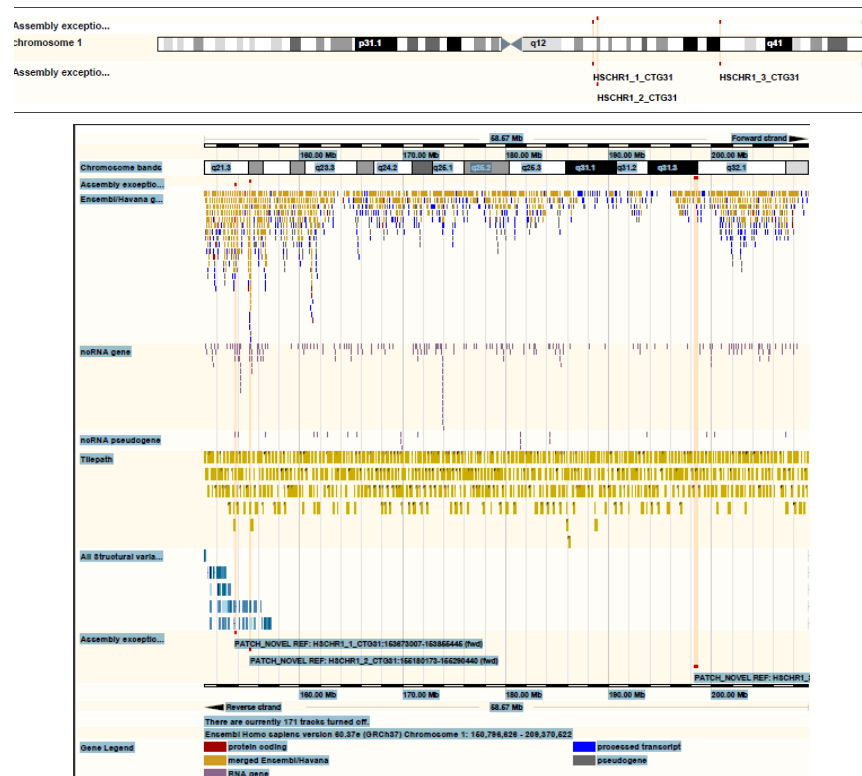 Assembly exceptio...
chromosome 1
p31.1 q12 q41
Assembly exceptio...
HSCHR1_1_CTG31 HSCHR1_3_CTG31
HSCHR1_2_CTG31
58.57 Mb Forward strand
160.00 Mb 170.00 Mb 180.00 Mb 190.00 Mb 200.00 Mb
Chromosome bands q21.3 q23.3 q24.2 q25.1 q25.2 q25.3 q31.1 q31.2 q31.3 q32.1
Assembly exceptio...
Ensembl/Havana g...
ncRNA gene
ncRNA pseudogene
Tilepath
All Structural varia...
Assembly exceptio...
PATCH_NOVEL REF: HSCHR1_1_CTG31:153673007-153855445 (fwd)
PATCH_NOVEL REF: HSCHR1_2_CTG31:155180173-155290440 (fwd)
PATCH_NOVEL REF: HSCHR1_
160.00 Mb 170.00 Mb 180.00 Mb 190.00 Mb 200.00 Mb
Reverse strand 58.57 Mb
There are currently 171 tracks turned off.
Ensembl Homo sapiens version 60.37e (GRCh37) Chromosome 1: 150,796,626 - 209,370,522
Gene Legend protein coding processed transcript
merged Ensembl/Havana pseudogene
RNA gene